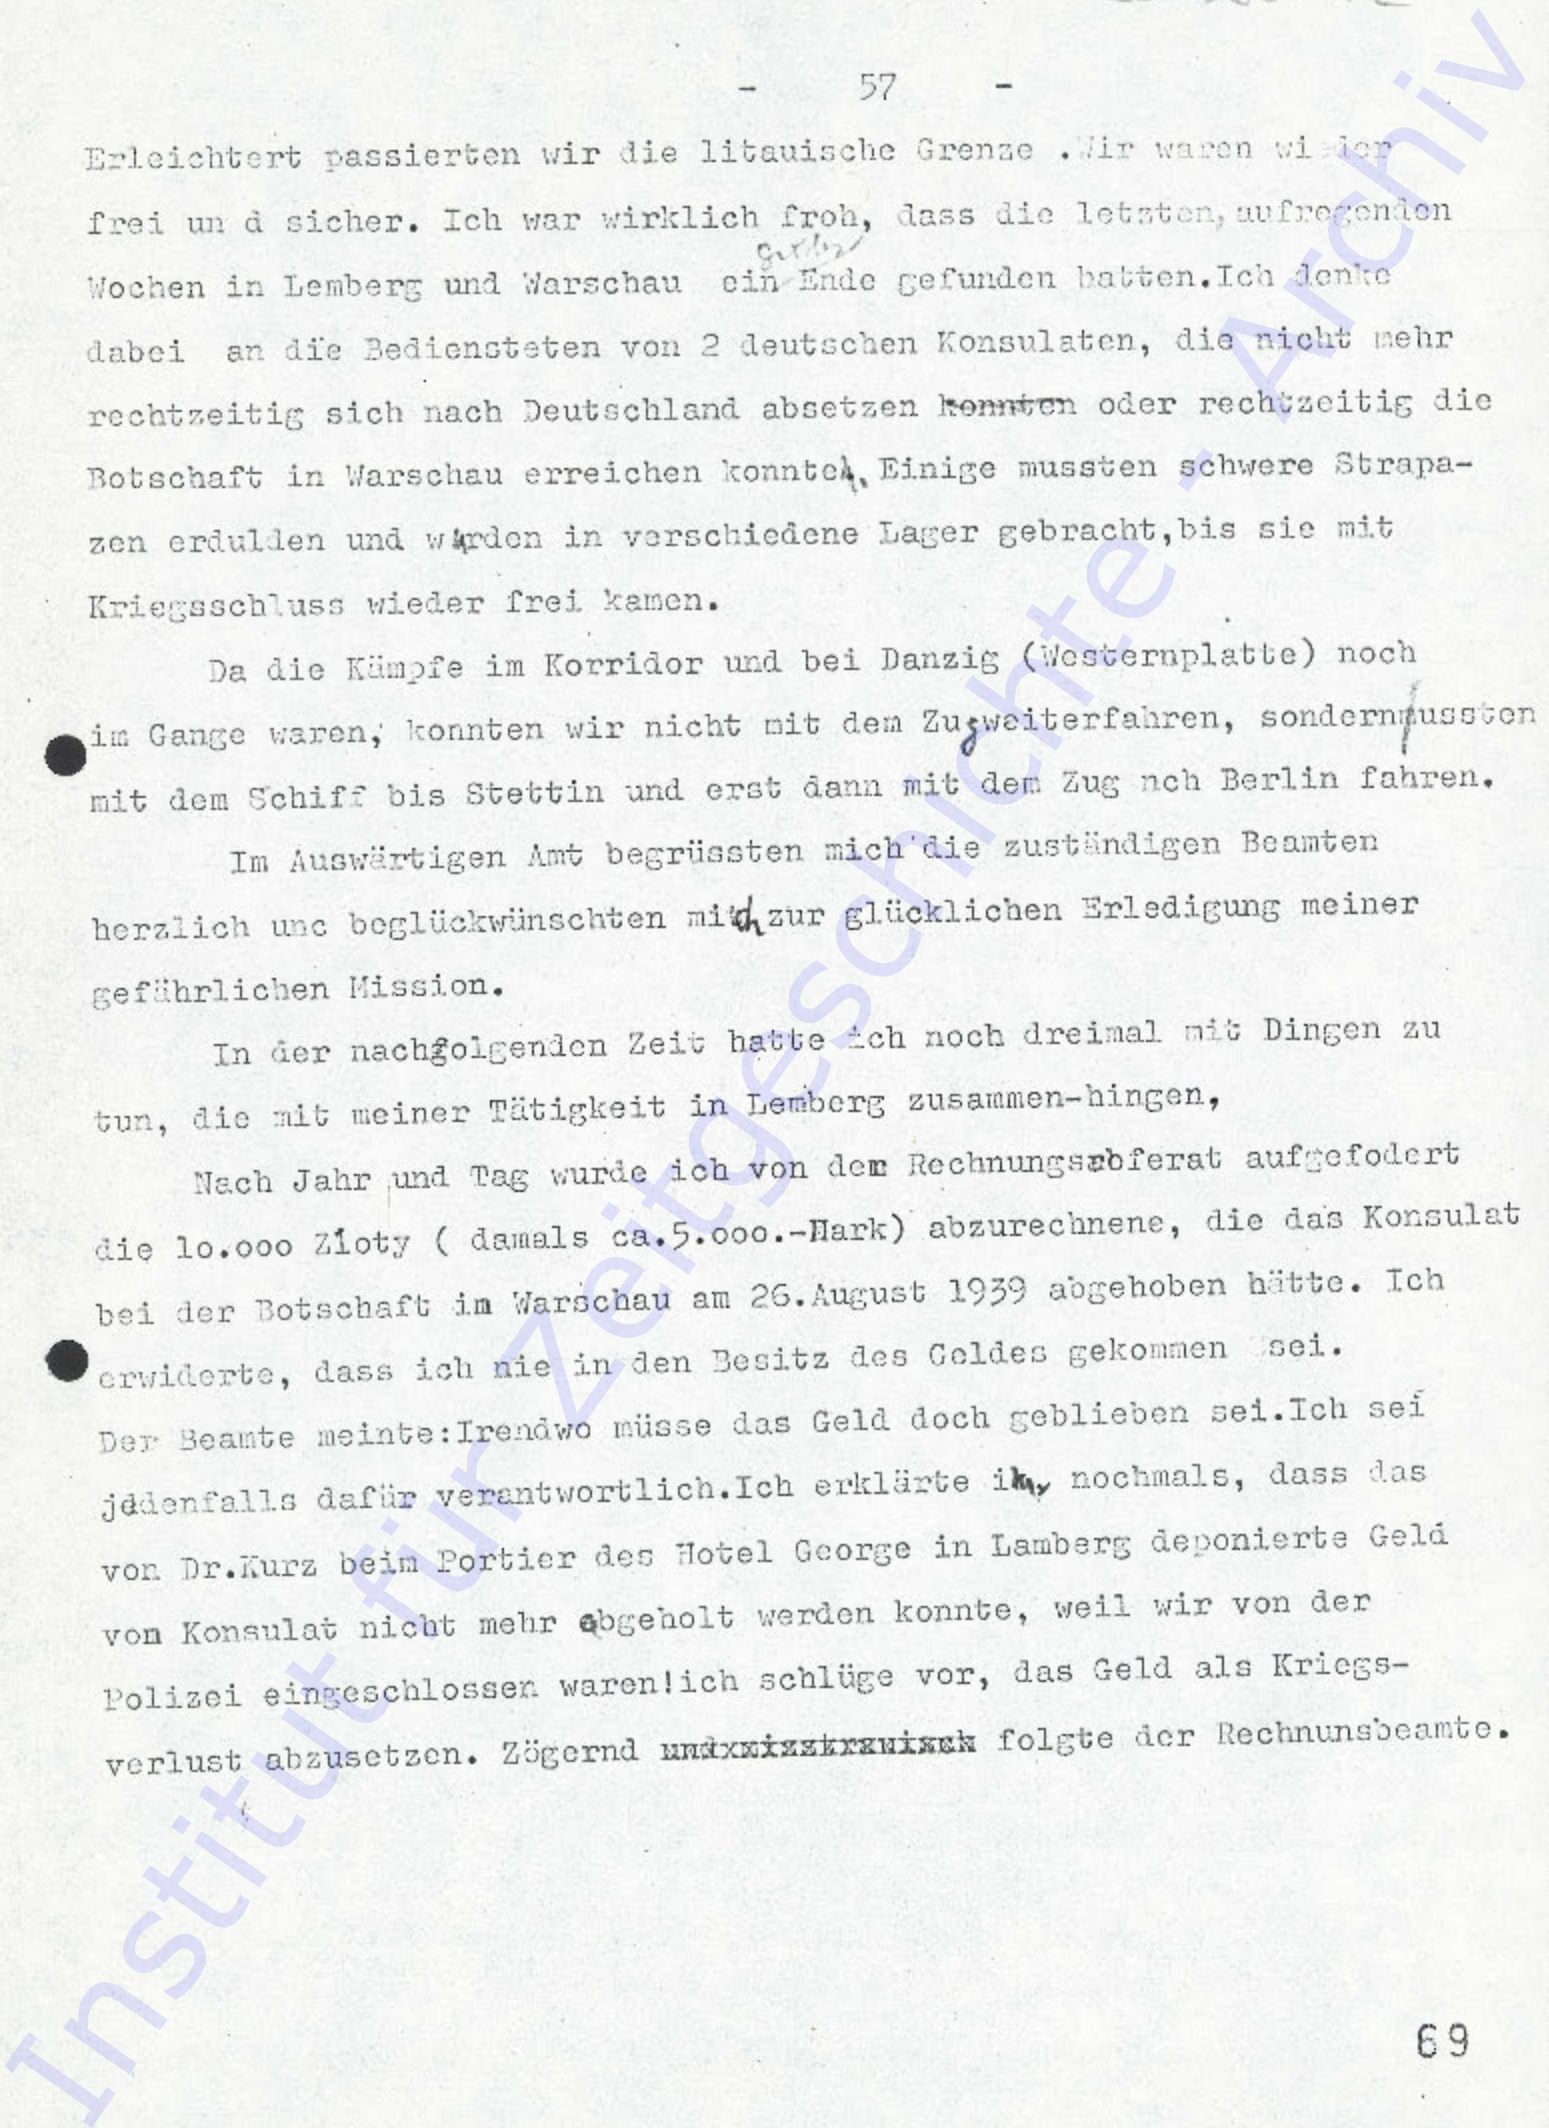 - 57 -
Erleichtert passierten wir die litauische Grenze .Wir waren wieder
frei un d sicher. Ich war wirklich froh, dass die letzten, aufregenden
Wochen in Lemberg und Warschau ein Ende gefunden hatten.Ich denke
dabei an die Bediensteten von 2 deutschen Konsulaten, die nicht mehr
rechtzeitig sich nach Deutschland absetzen konnten oder rechtzeitig die
Botschaft in Warschau erreichen konnten. Einige mussten schwere Strapa-
zen erdulden und wurden in verschiedene Lager gebracht,bis sie mit
Kriegsschluss wieder frei kamen.
Da die Kämpfe im Korridor und bei Danzig (Westernplatte) noch
im Gange waren, konnten wir nicht mit dem Zug weiterfahren, sondern mussten
mit dem Schiff bis Stettin und erst dann mit dem Zug nch Berlin fahren.
Im Auswärtigen Amt begrüssten mich die zuständigen Beamten
herzlich unc beglückwünschten mich zur glücklichen Erledigung meiner
gefährlichen Mission.
In der nachfolgenden Zeit hatte ich noch dreimal mit Dingen zu
tun, die mit meiner Tätigkeit in Lemberg zusammen-hingen,
Nach Jahr und Tag wurde ich von dem aufgefodert
die 10.000 Zloty ( damals ca.5.000.-Mark) abzurechnene, die das Konsulat
bei der Botschaft in Warschau am 26.August 1939 abgehoben hätte. Ich
erwiderte, dass ich nie in den Besitz des Geldes gekommen sei.
Der Beamte meinte:Irendwo müsse das Geld doch geblieben sei.Ich sei
jedenfalls dafür verantwortlich.Ich erklärte ihm nochmals, dass das
von Dr.Kurz beim Portier des Hotel George in Lamberg deponierte Geld
vom Konsulat nicht mehr abgeholt werden konnte, weil wir von der
Polizei eingeschlossen waren!ich schlüge vor, das Geld als Kriegs-
verlust abzusetzen. Zögernd folgte der Rechnunsbeamte.
69
Institut für Zeitgeschichte - Archiv